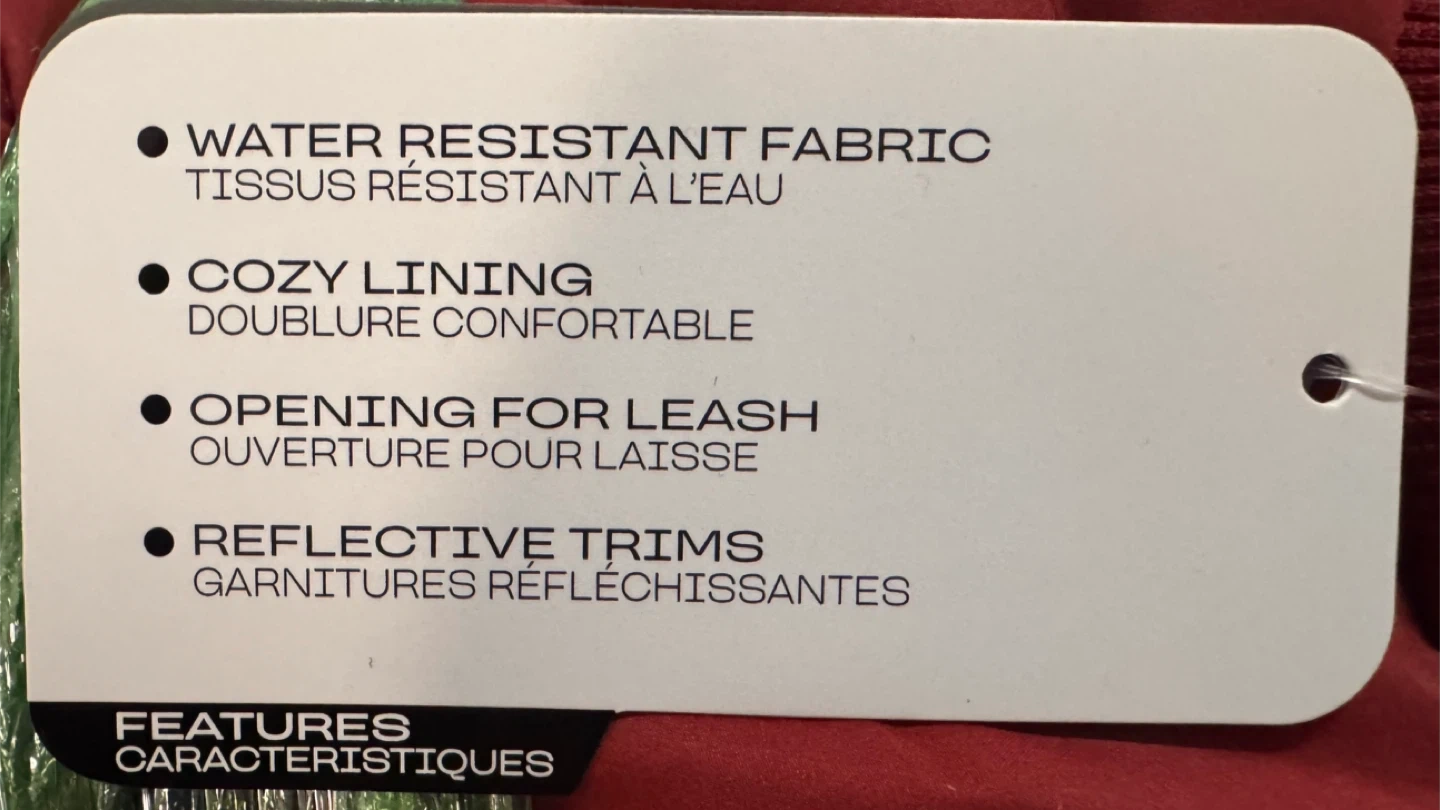 ● WATER RESISTANT FABRIC
TISSUS RÉSISTANT À L'EAU
● COZY LINING
DOUBLURE CONFORTABLE
● OPENING FOR LEASH
OUVERTURE POUR LAISSE
● REFLECTIVE TRIMS
GARNITURES RÉFLÉCHISSANTES
FEATURES
CARACTERISTIQUES